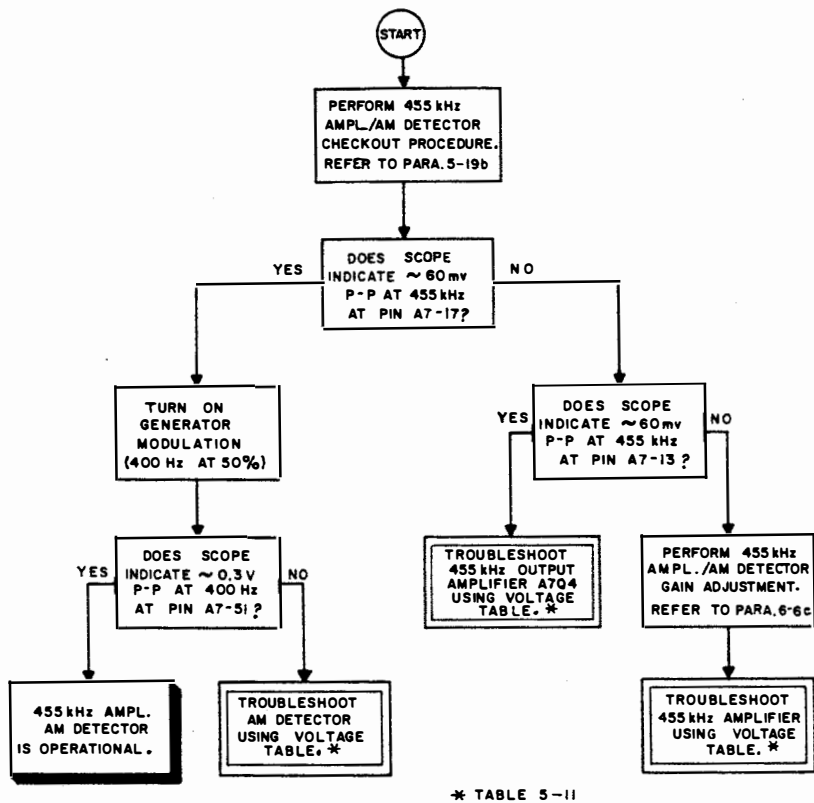 START
PERFORM 455 kHz
AMPL./AM DETECTOR
CHECKOUT PROCEDURE.
REFER TO PARA. 5-19b
DOES SCOPE
INDICATE ~ 60mv
P-P AT 455 kHz
AT PIN A7-17?
YES
NO
TURN ON
GENERATOR
MODULATION
(400 Hz AT 50%)
DOES SCOPE
INDICATE ~60mv
P-P AT 455 kHz
AT PIN A7-13?
YES
NO
DOES SCOPE
INDICATE ~ 0.3 V
P-P AT 400 Hz
AT PIN A7-51?
YES
NO
TROUBLESHOOT
455 kHz OUTPUT
AMPLIFIER A7Q4
USING VOLTAGE
TABLE. *
PERFORM 455 kHz
AMPL./AM DETECTOR
GAIN ADJUSTMENT.
REFER TO PARA. 6-6c
455 kHz AMPL.
AM DETECTOR
IS OPERATIONAL.
TROUBLESHOOT
AM DETECTOR
USING VOLTAGE
TABLE. *
TROUBLESHOOT
455 kHz AMPLIFIER
USING VOLTAGE
TABLE. *
* TABLE 5-11